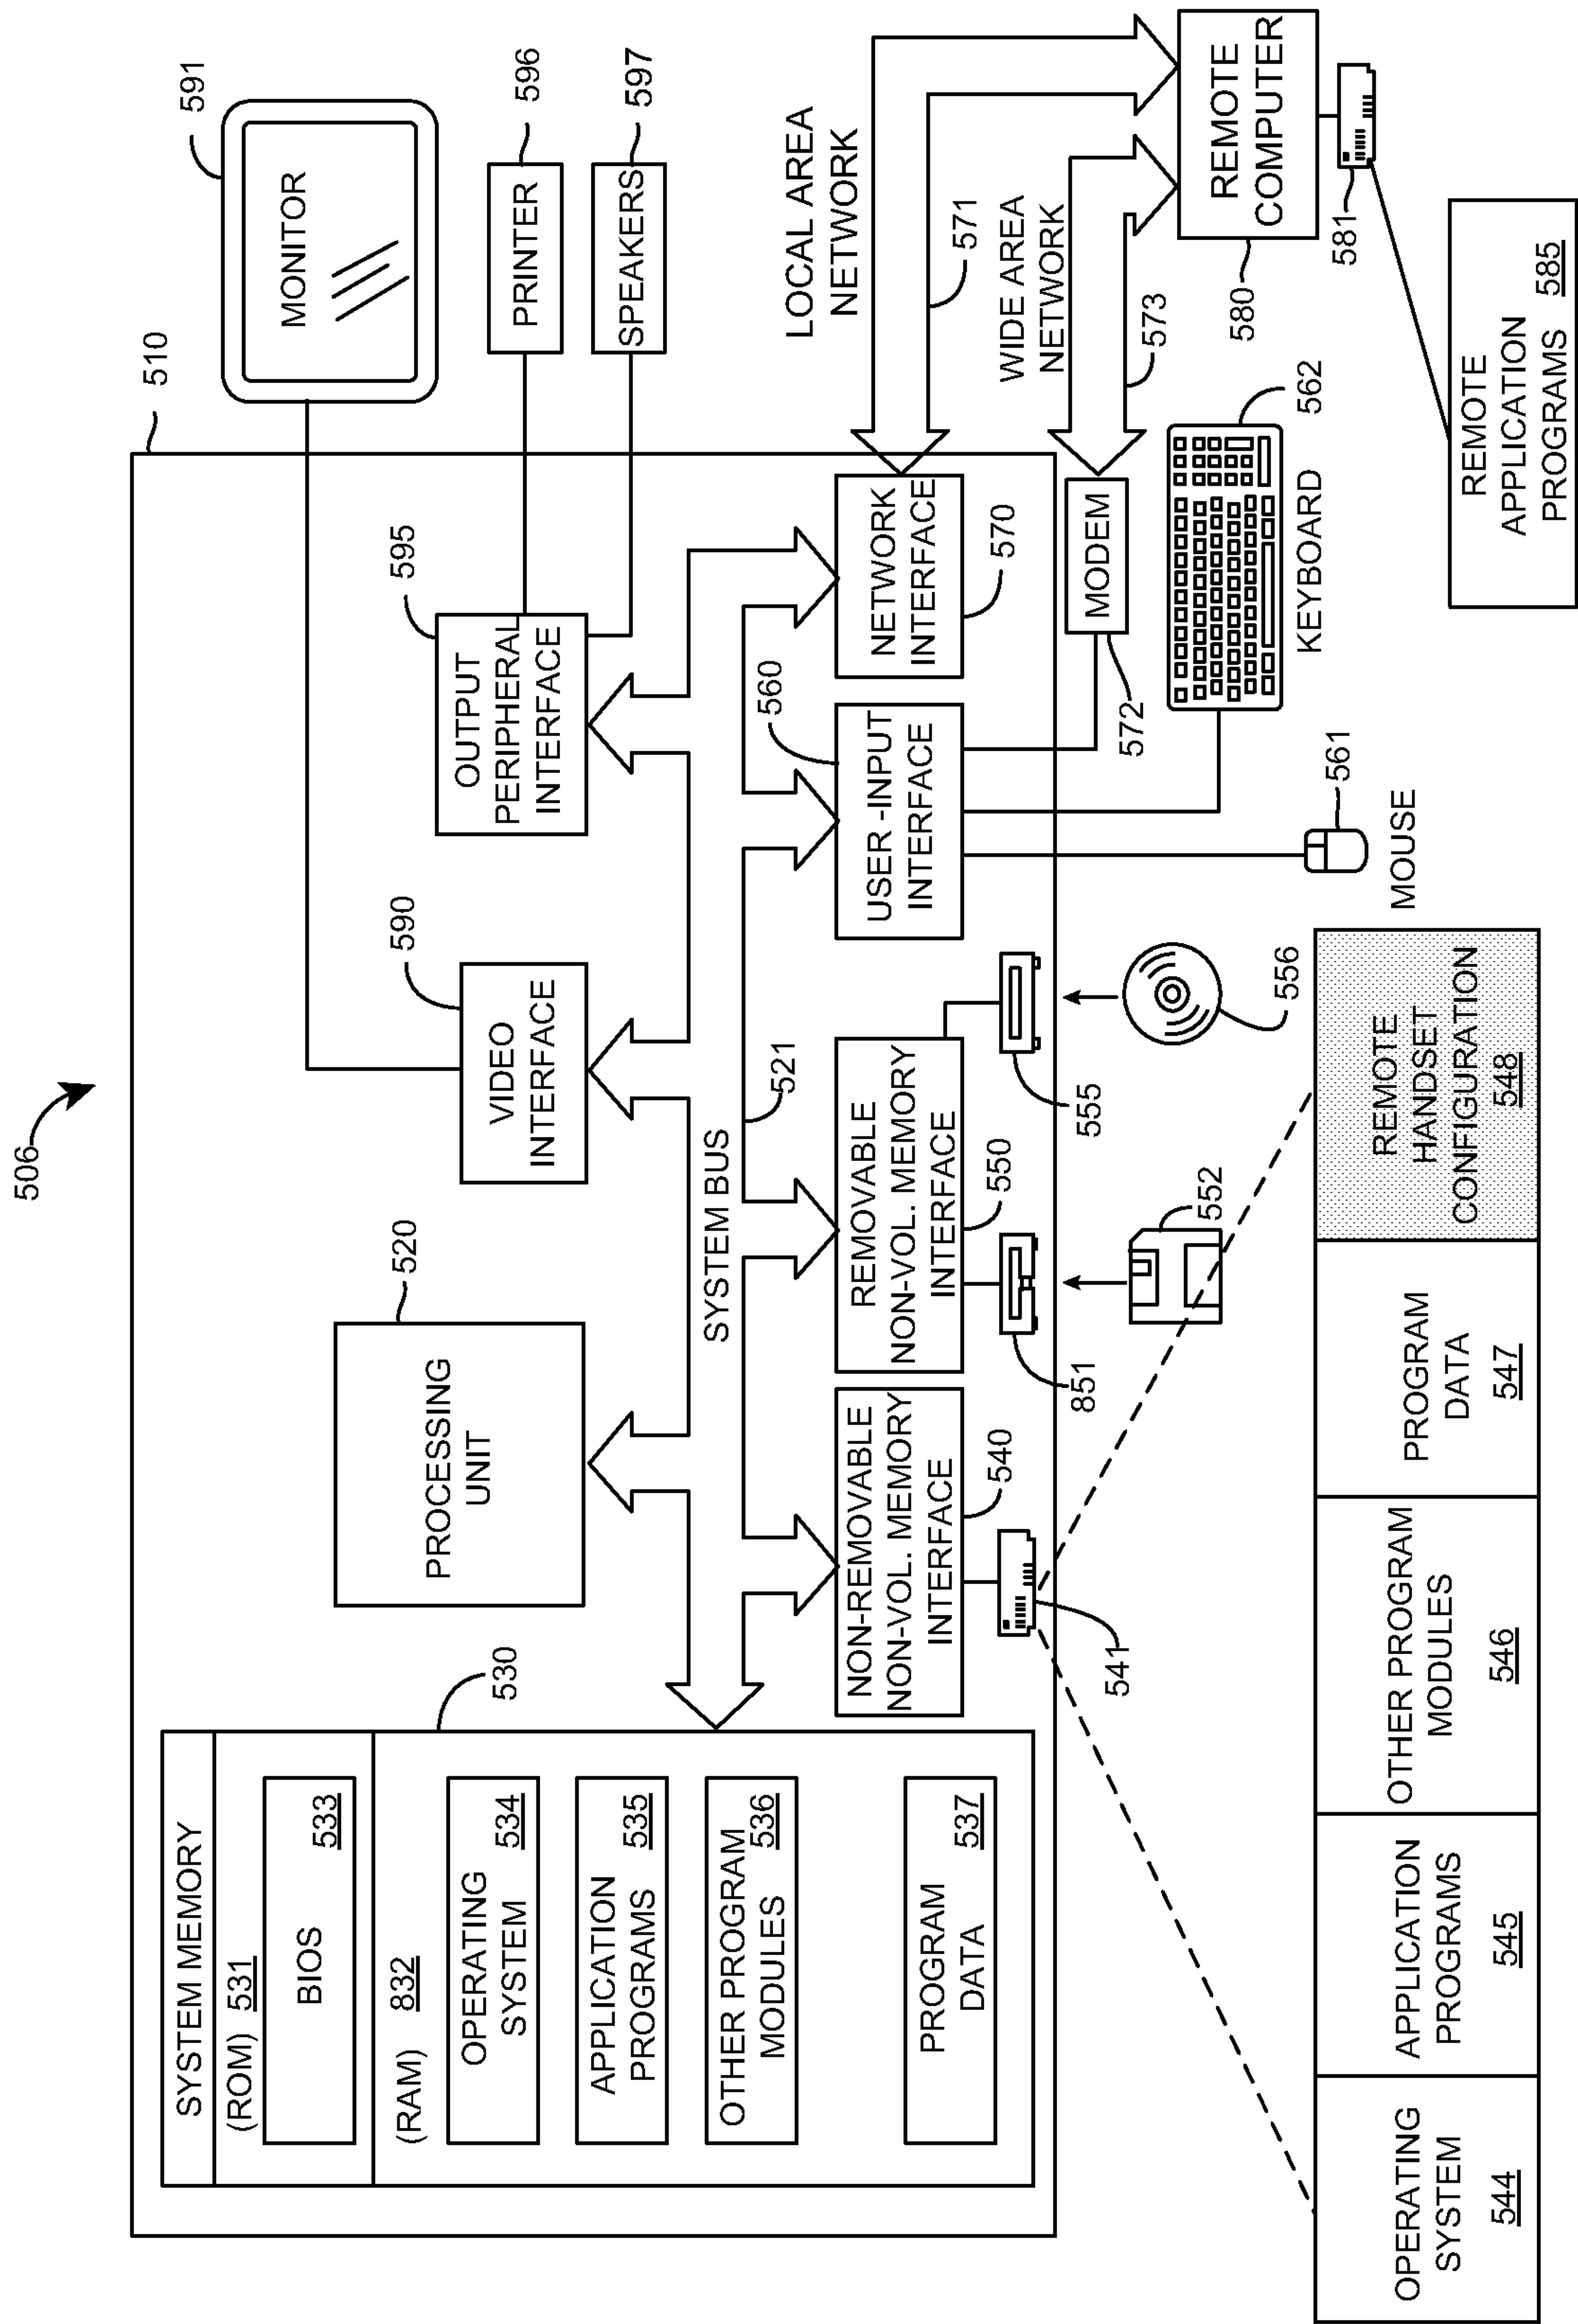 506
510
591
MONITOR
520
PROCESSING
UNIT
590
VIDEO
INTERFACE
595
OUTPUT
PERIPHERAL
INTERFACE
PRINTER
596
SPEAKERS
597
SYSTEM MEMORY
(ROM) 531
BIOS
533
(RAM) 832
OPERATING
SYSTEM
534
APPLICATION
PROGRAMS
535
OTHER PROGRAM
MODULES
536
PROGRAM
DATA
537
530
SYSTEM BUS
521
NON-REMOVABLE
NON-VOL. MEMORY
INTERFACE
540
REMOVABLE
NON-VOL. MEMORY
INTERFACE
550
USER -INPUT
INTERFACE
560
NETWORK
INTERFACE
570
LOCAL AREA
NETWORK
571
WIDE AREA
NETWORK
573
541
851
555
552
556
MODEM
572
561
MOUSE
562
KEYBOARD
REMOTE
COMPUTER
580
581
REMOTE
APPLICATION
PROGRAMS 585
OPERATING
SYSTEM
544
APPLICATION
PROGRAMS
545
OTHER PROGRAM
MODULES
546
PROGRAM
DATA
547
REMOTE
HANDSET
CONFIGURATION
548